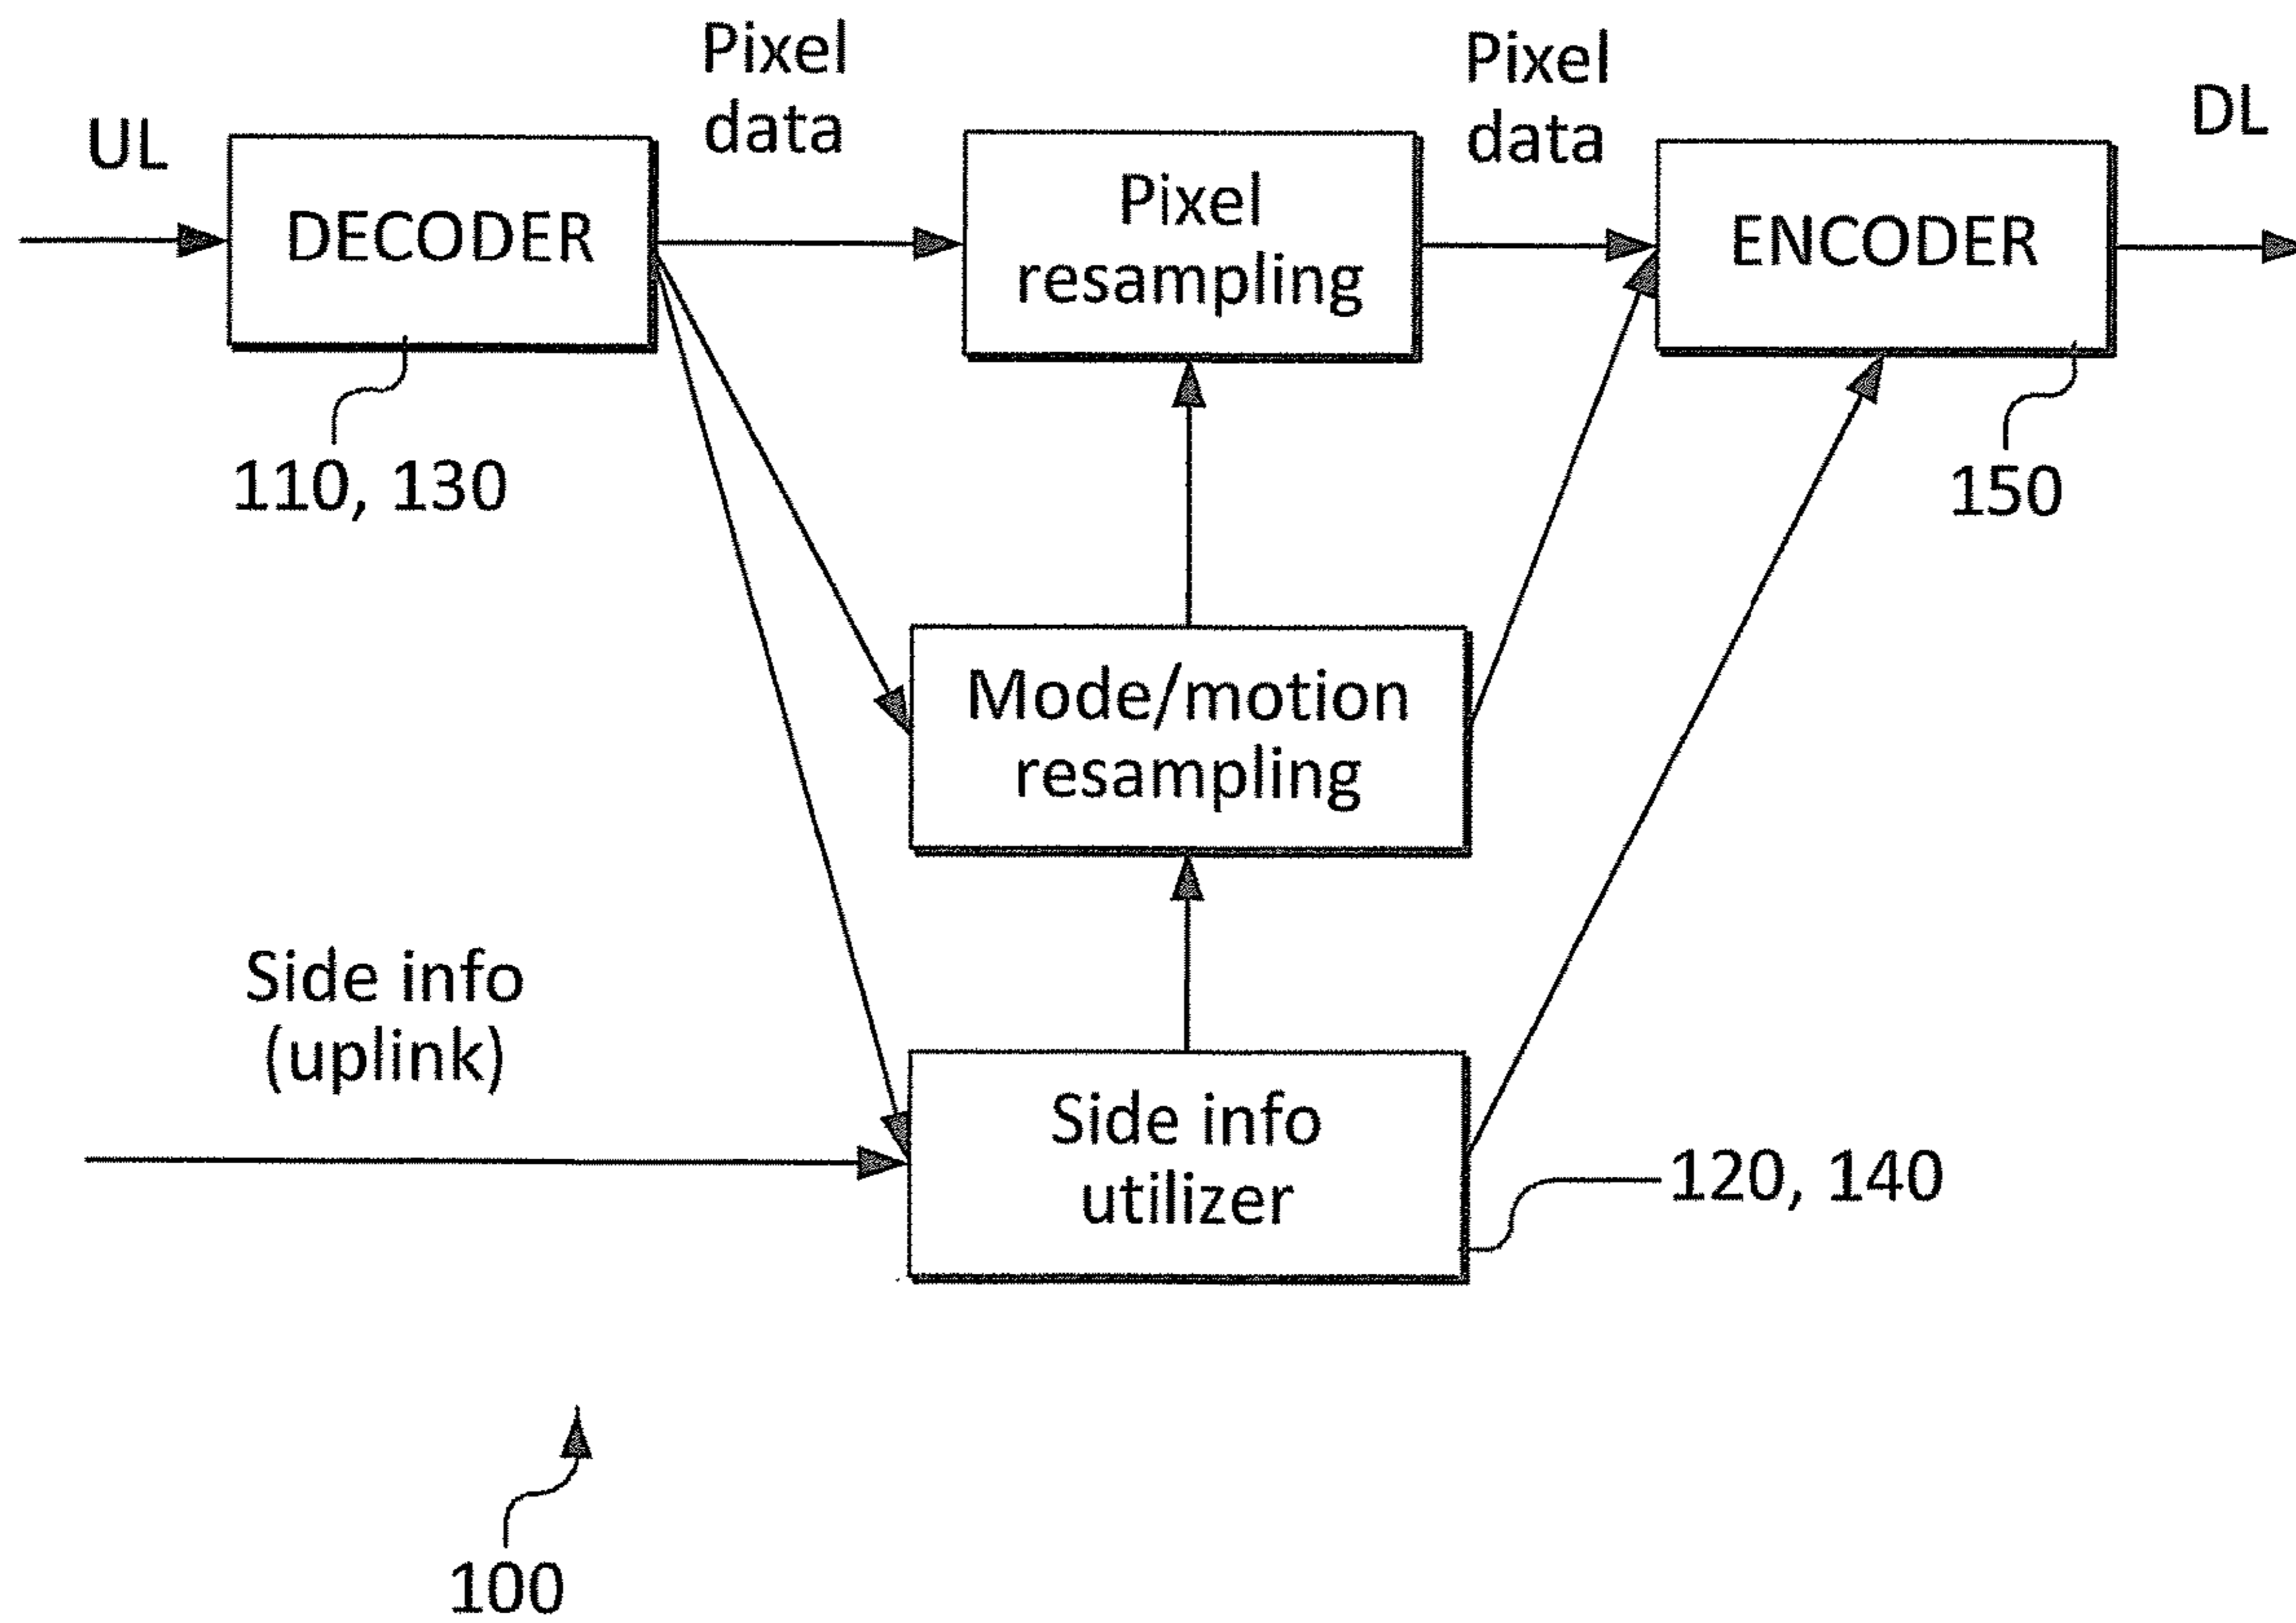 UL
DECODER
110, 130
Pixel
data
Pixel
resampling
Pixel
data
ENCODER
150
DL
Mode/motion
resampling
Side info
(uplink)
Side info
utilizer
120, 140
100